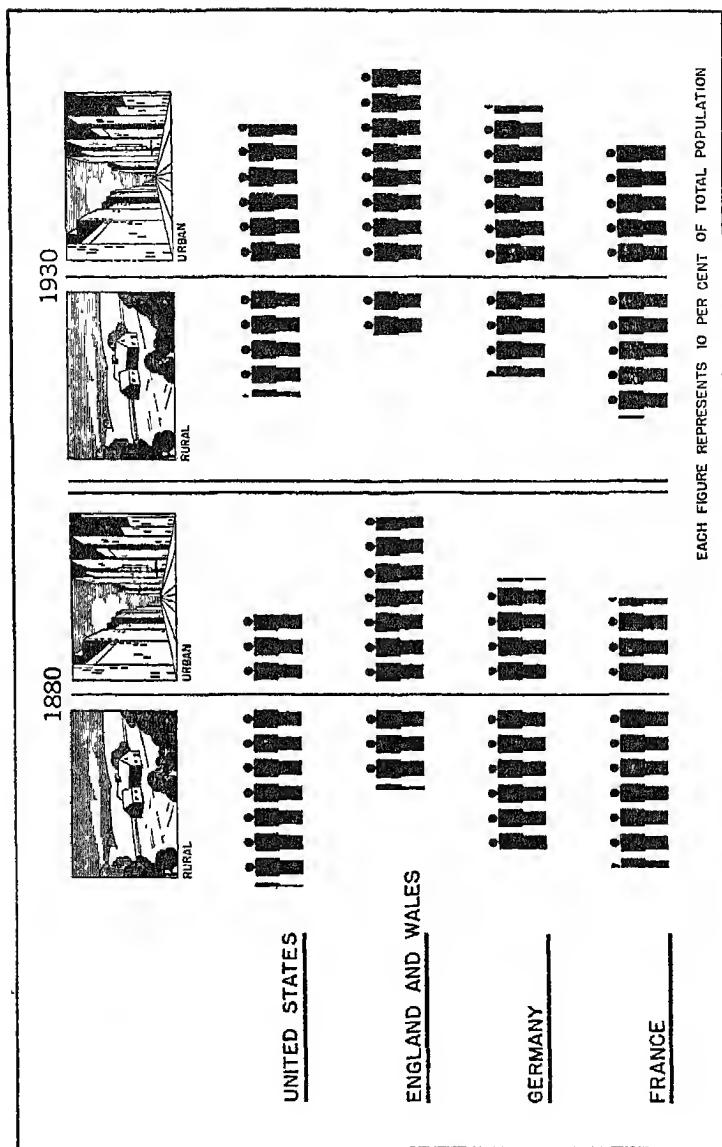 1880
1930
RURAL
URBAN
RURAL
URBAN
UNITED STATES
ENGLAND AND WALES
GERMANY
FRANCE
EACH FIGURE REPRESENTS 10 PER CENT OF TOTAL POPULATION